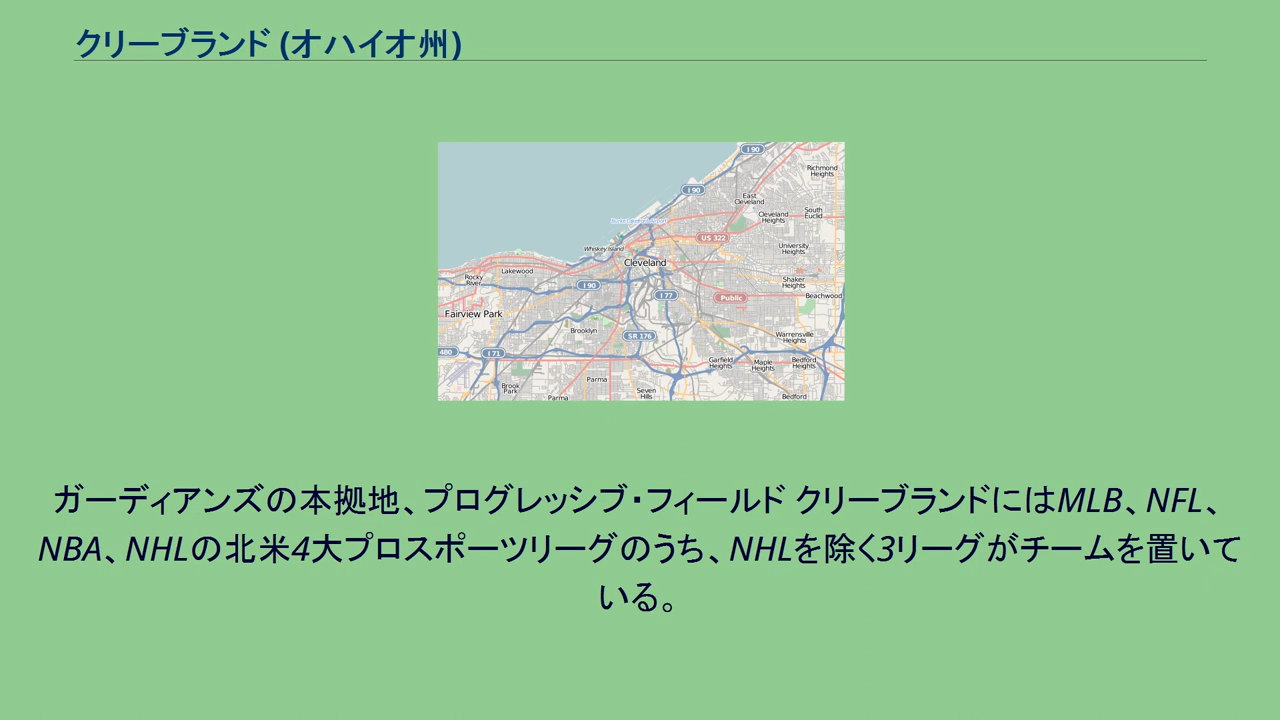 クリーブランド (オハイオ州)
I 90
Richmond
Heights
I 90
East
Cleveland
Cleveland
Heights
South
Euclid
US 322
Whiskey Island
University
Heights
Cleveland
Lakewood
Rocky
River
I 90
I 77
Shaker
Heights
Public
Beachwood
Fairview Park
Brooklyn
SR 176
Warrensville
Heights
480
I 71
Garfield
Heights
Maple
Heights
Bedford
Heights
Brook
Park
Parma
Seven
Hills
Parma
Bedford
ガーディアンズの本拠地、プログレッシブ・フィールド クリーブランドにはMLB、NFL、
NBA、NHLの北米4大プロスポーツリーグのうち、NHLを除く3リーグがチームを置いて
いる。